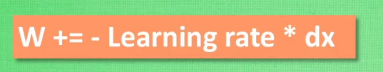 W += - Learning rate * dx